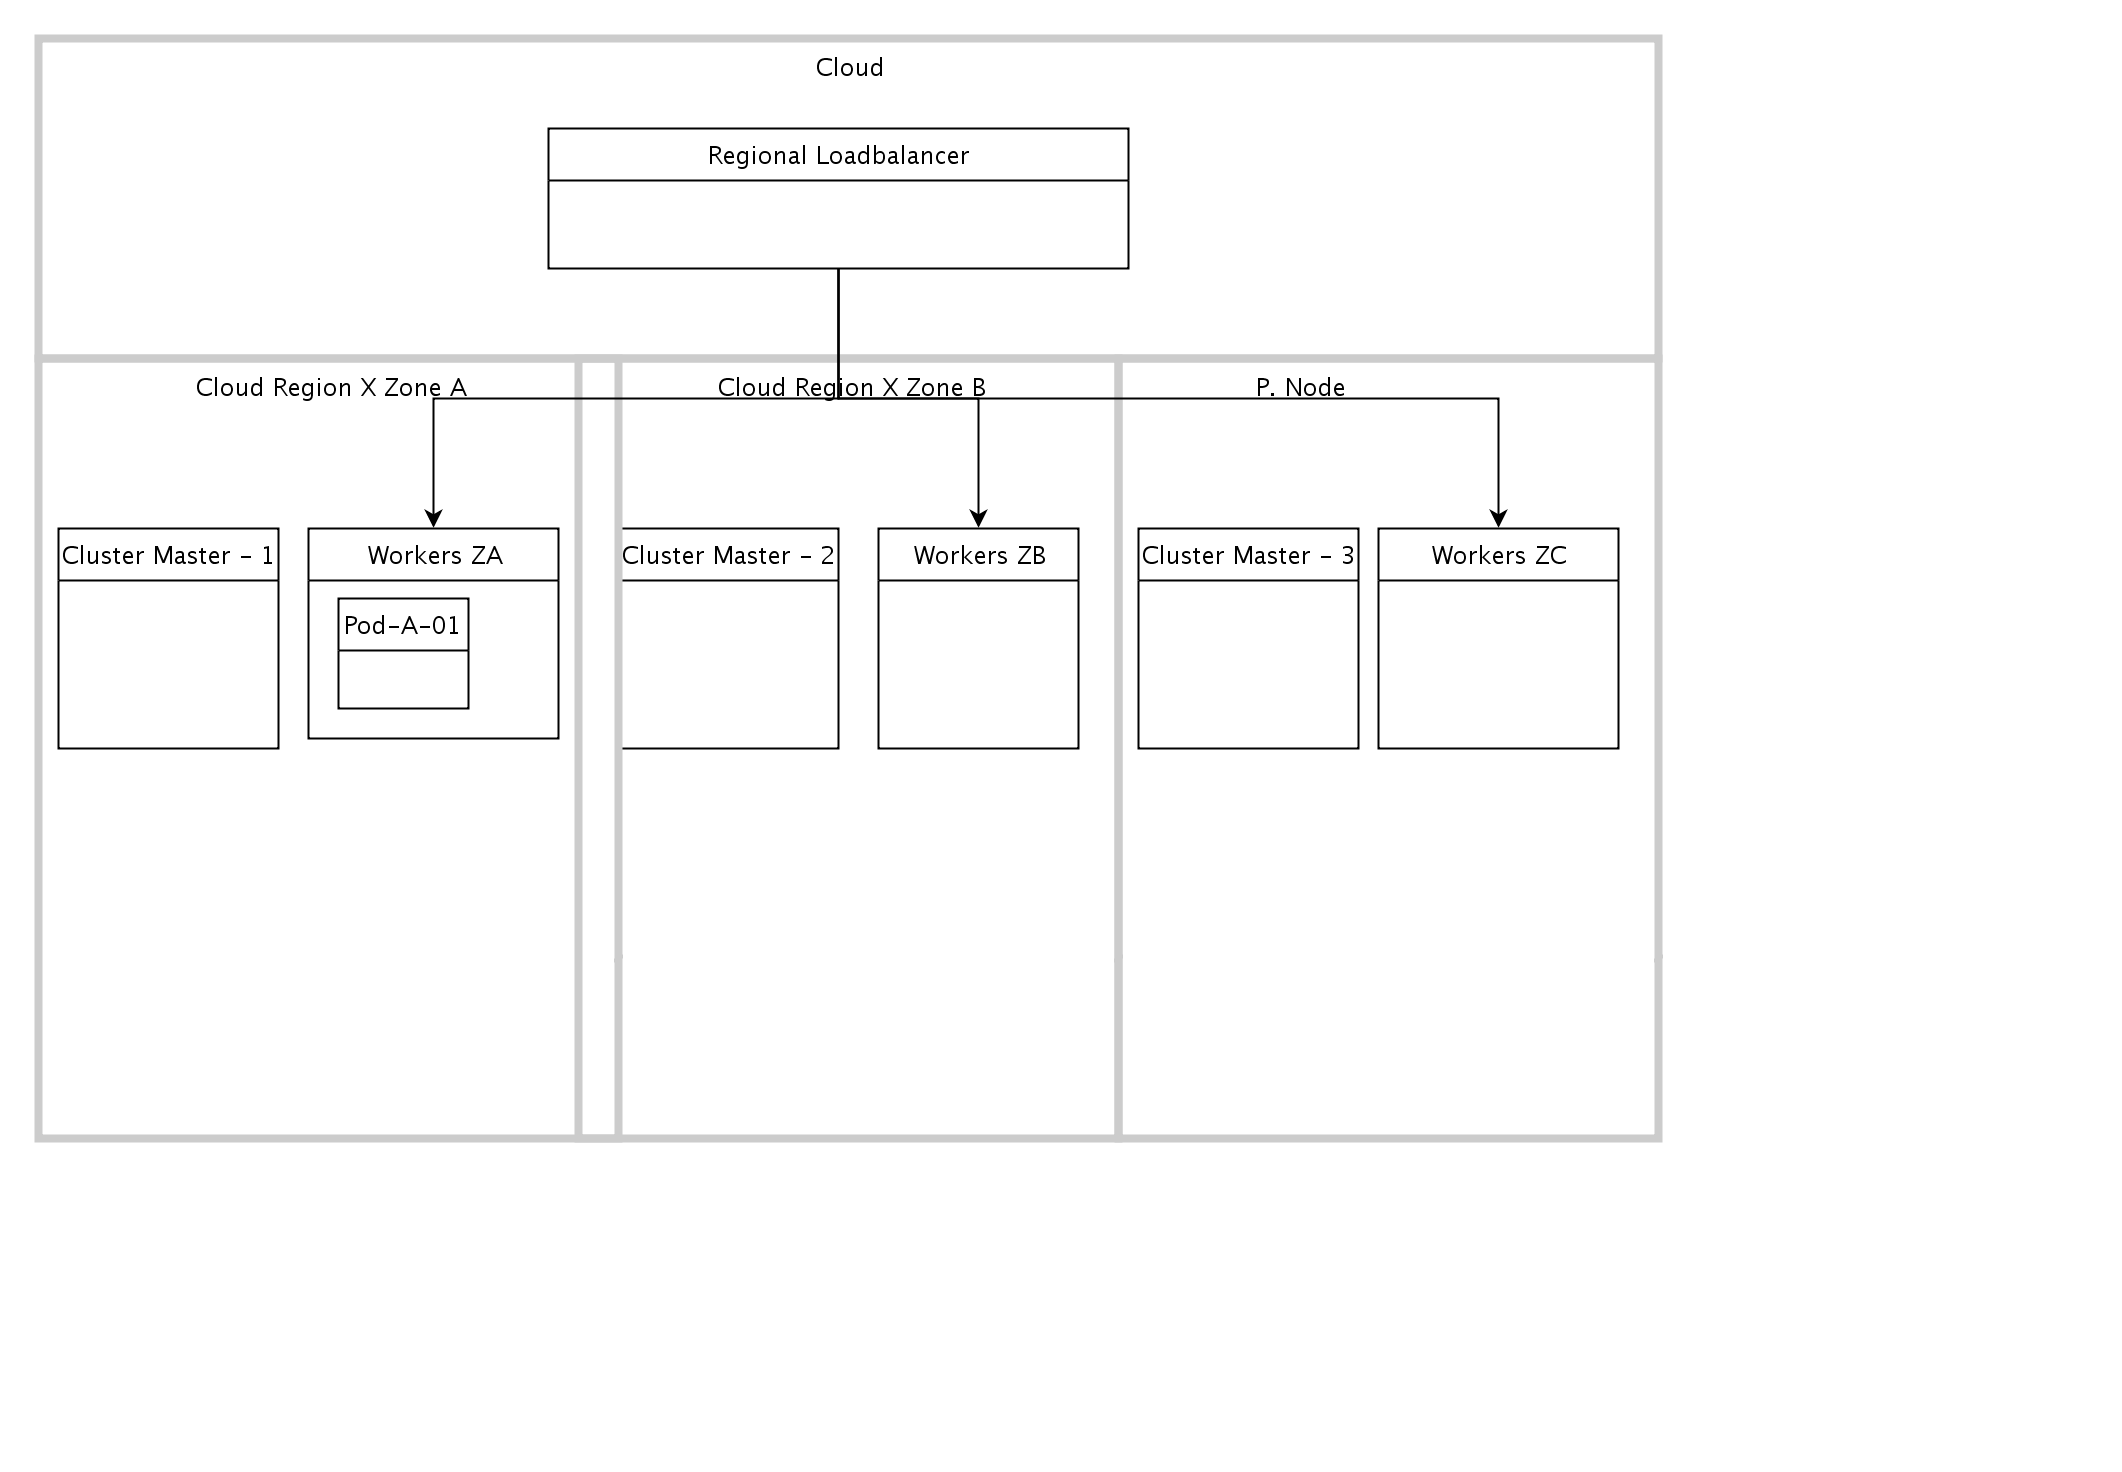 Cloud
Regional Loadbalancer
Cloud Region X Zone A
Cloud Region X Zone B
P. Node
Cluster Master - 1
Workers ZA
Cluster Master - 2
Workers ZB
Cluster Master - 3
Workers ZC
Pod-A-01